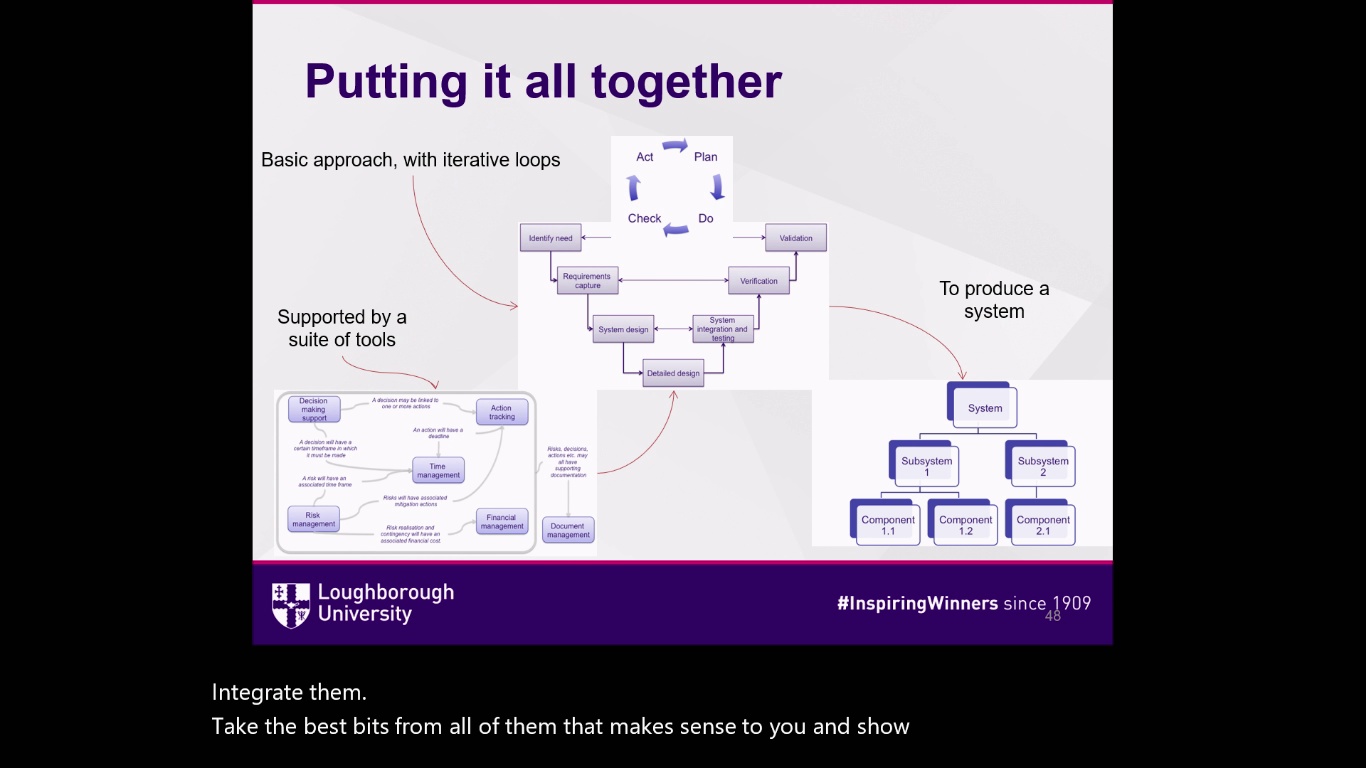 Putting it all together
Basic approach, with iterative loops
Act
Plan
Check
Do
Identify need
Validation
Requirements
capture
Verification
System design
System
integration and
testing
Detailed design
Supported by a
suite of tools
To produce a
system
Decision
making
support
A decision may be linked to
one or more actions
Action
tracking
An action will have a
deadline
A decision will have a
certain timeframe in which
it must be made
Time
management
A risk will have an
associated time frame
Risks will have associated
mitigation actions
Risk
management
Risk realisation and
contingency will have an
associated financial cost.
Financial
management
Risks, decisions,
actions etc. may
all have
supporting
documentation
Document
management
System
Subsystem
1
Subsystem
2
Component
1.1
Component
1.2
Component
2.1
Loughborough
University
#InspiringWinners since 1909
48
Integrate them.
Take the best bits from all of them that makes sense to you and show